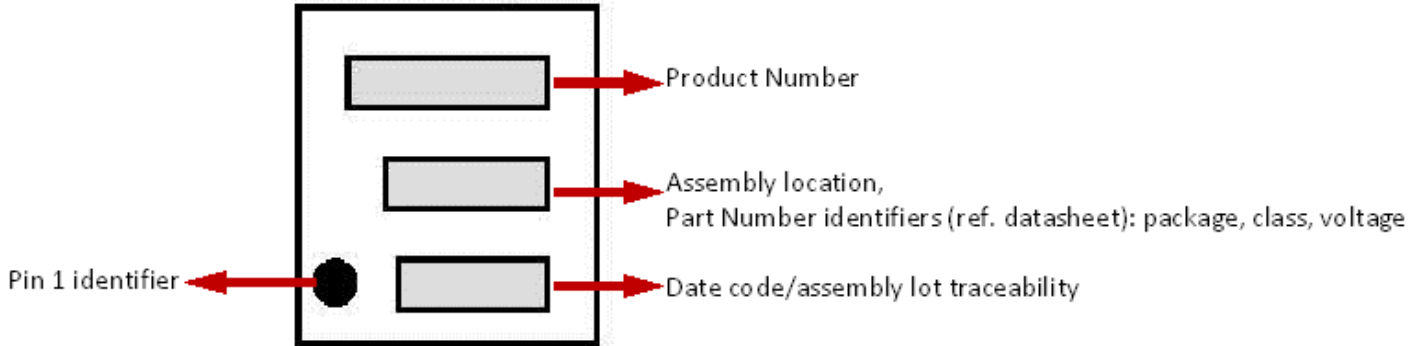 Product Number
Assembly location,
Part Number identifiers (ref. datasheet): package, class, voltage
Pin 1 identifier
Date code/assembly lot traceability